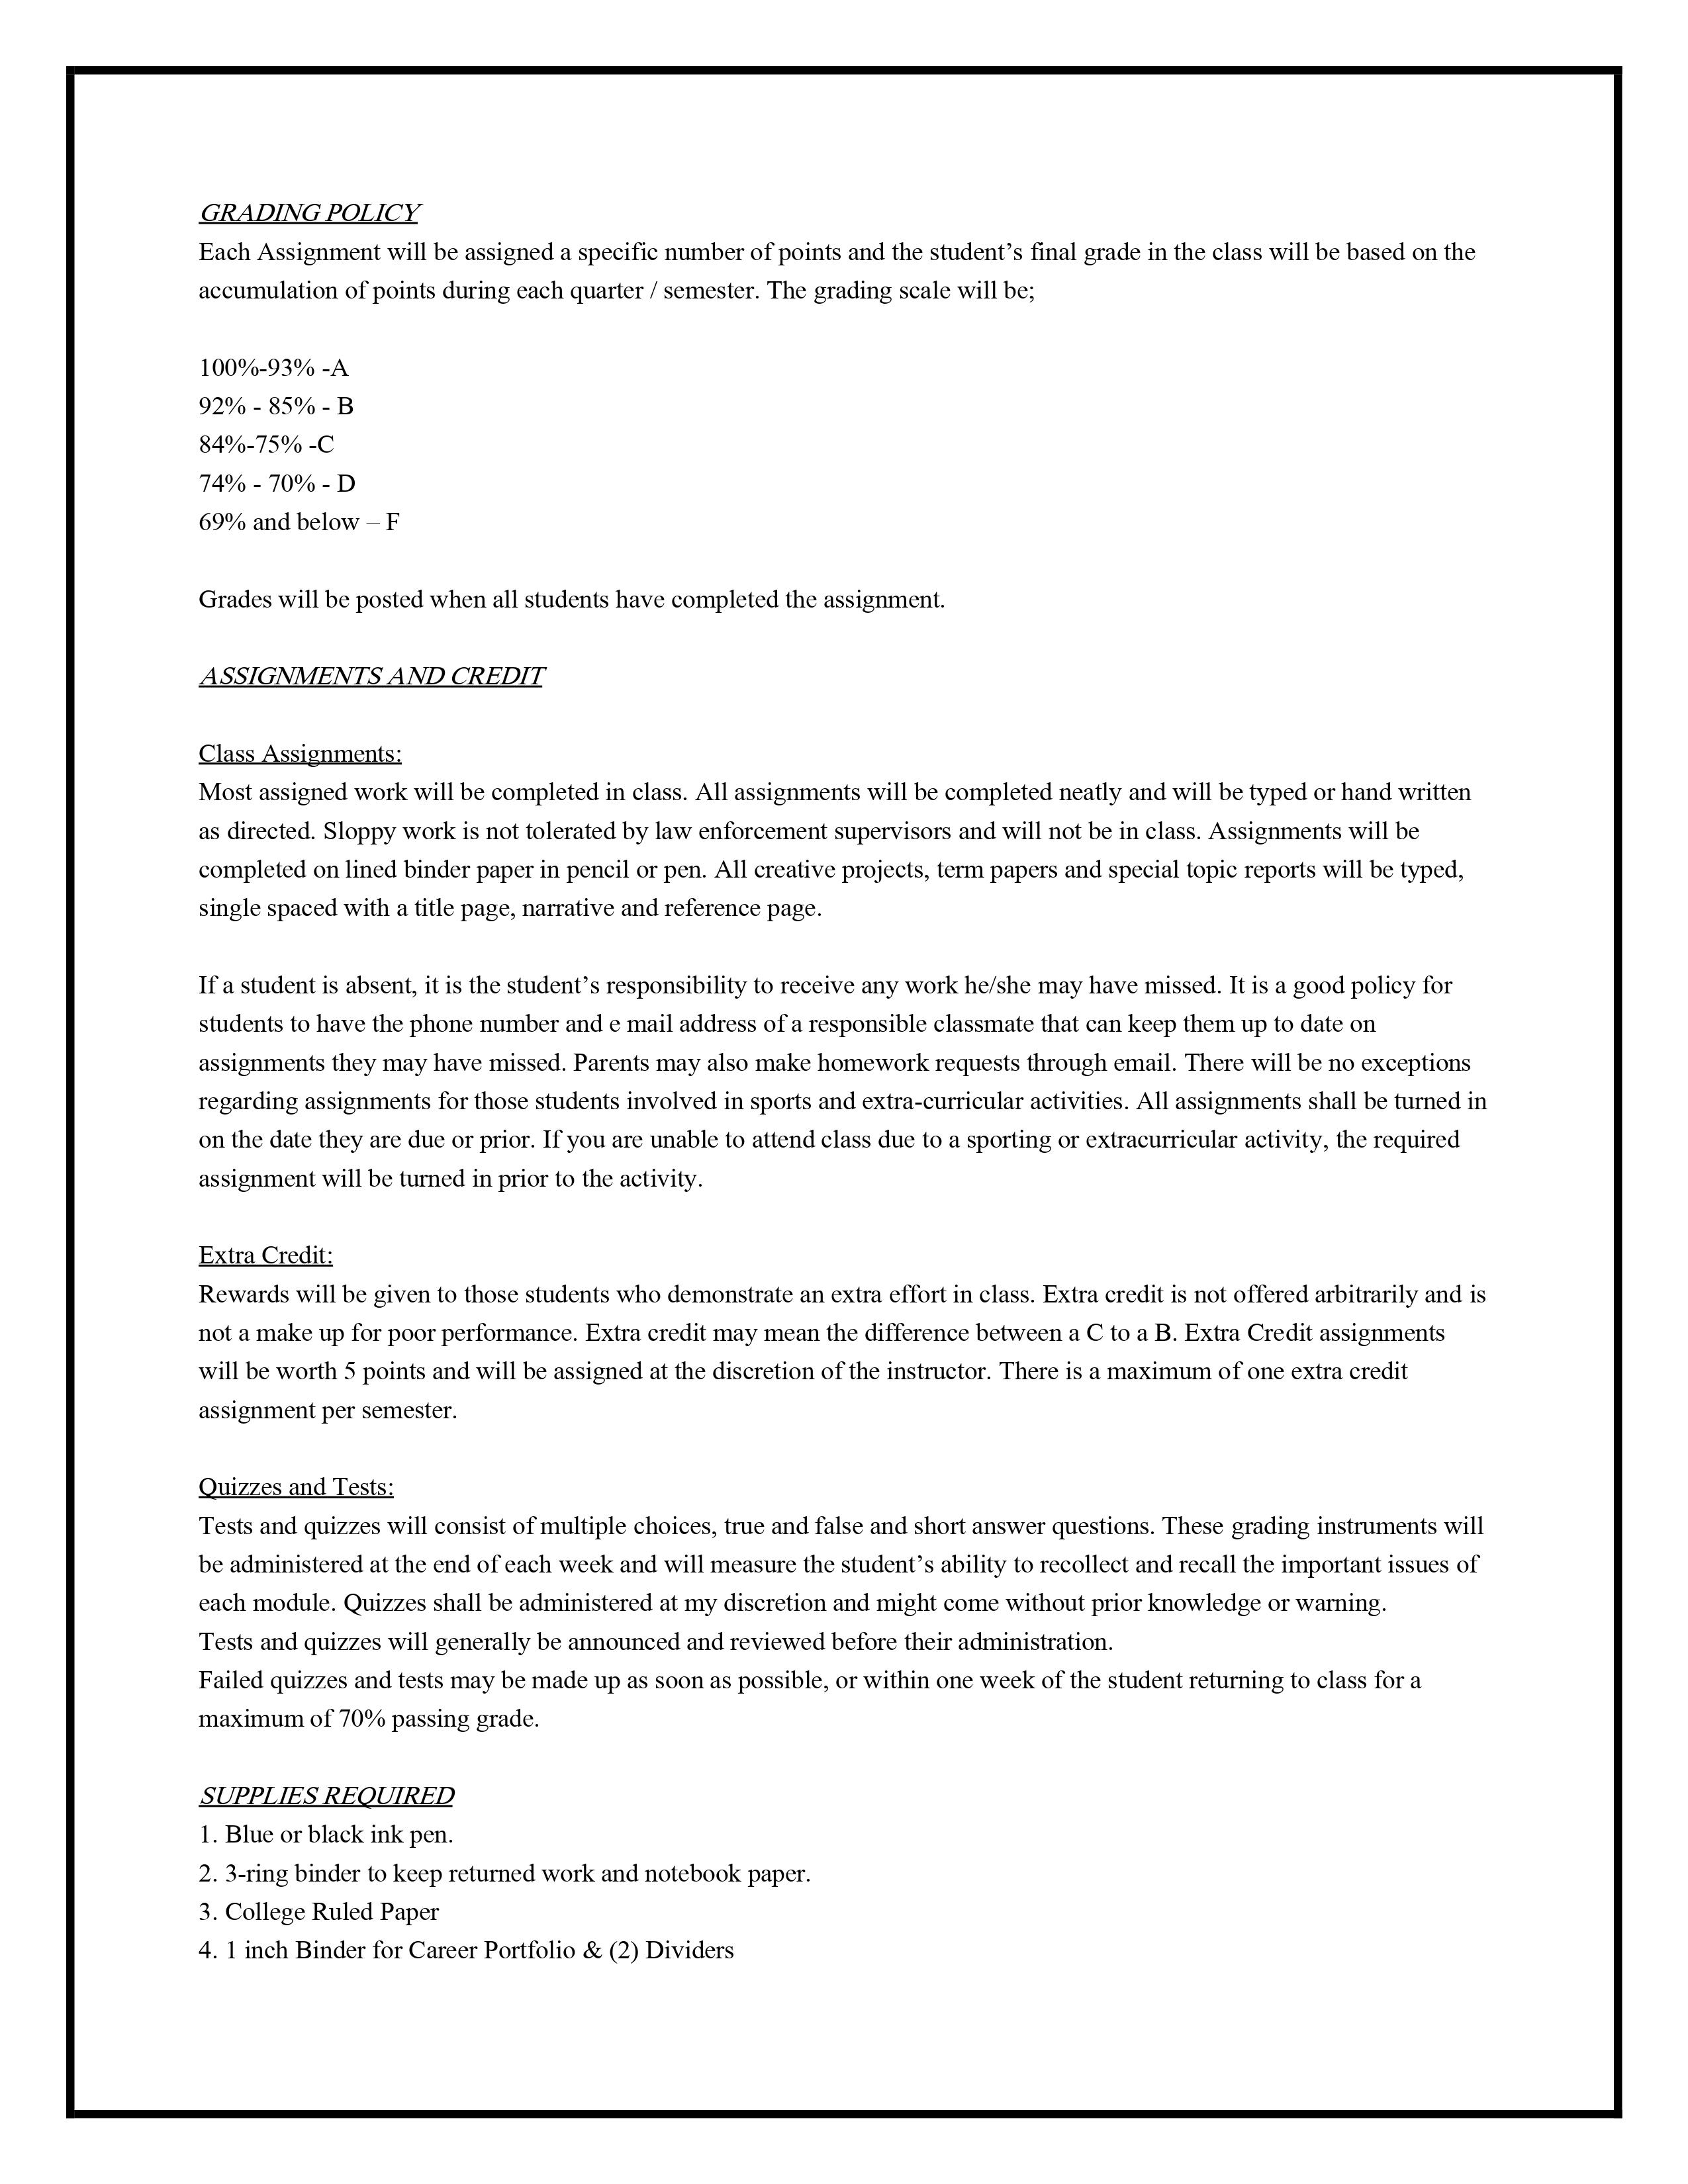 GRADING POLICY
Each Assignment will be assigned a specific number of points and the student’s final grade in the class will be based on the
accumulation of points during each quarter / semester. The grading scale will be;
100%-93% -A
92% - 85% - B
84%-75% -C
74% - 70% - D
69% and below – F
Grades will be posted when all students have completed the assignment.
ASSIGNMENTS AND CREDIT
Class Assignments:
Most assigned work will be completed in class. All assignments will be completed neatly and will be typed or hand written
as directed. Sloppy work is not tolerated by law enforcement supervisors and will not be in class. Assignments will be
completed on lined binder paper in pencil or pen. All creative projects, term papers and special topic reports will be typed,
single spaced with a title page, narrative and reference page.
If a student is absent, it is the student’s responsibility to receive any work he/she may have missed. It is a good policy for
students to have the phone number and e mail address of a responsible classmate that can keep them up to date on
assignments they may have missed. Parents may also make homework requests through email. There will be no exceptions
regarding assignments for those students involved in sports and extra-curricular activities. All assignments shall be turned in
on the date they are due or prior. If you are unable to attend class due to a sporting or extracurricular activity, the required
assignment will be turned in prior to the activity.
Extra Credit:
Rewards will be given to those students who demonstrate an extra effort in class. Extra credit is not offered arbitrarily and is
not a make up for poor performance. Extra credit may mean the difference between a C to a B. Extra Credit assignments
will be worth 5 points and will be assigned at the discretion of the instructor. There is a maximum of one extra credit
assignment per semester.
Quizzes and Tests:
Tests and quizzes will consist of multiple choices, true and false and short answer questions. These grading instruments will
be administered at the end of each week and will measure the student’s ability to recollect and recall the important issues of
each module. Quizzes shall be administered at my discretion and might come without prior knowledge or warning.
Tests and quizzes will generally be announced and reviewed before their administration.
Failed quizzes and tests may be made up as soon as possible, or within one week of the student returning to class for a
maximum of 70% passing grade.
SUPPLIES REQUIRED
1. Blue or black ink pen.
2. 3-ring binder to keep returned work and notebook paper.
3. College Ruled Paper
4. 1 inch Binder for Career Portfolio & (2) Dividers